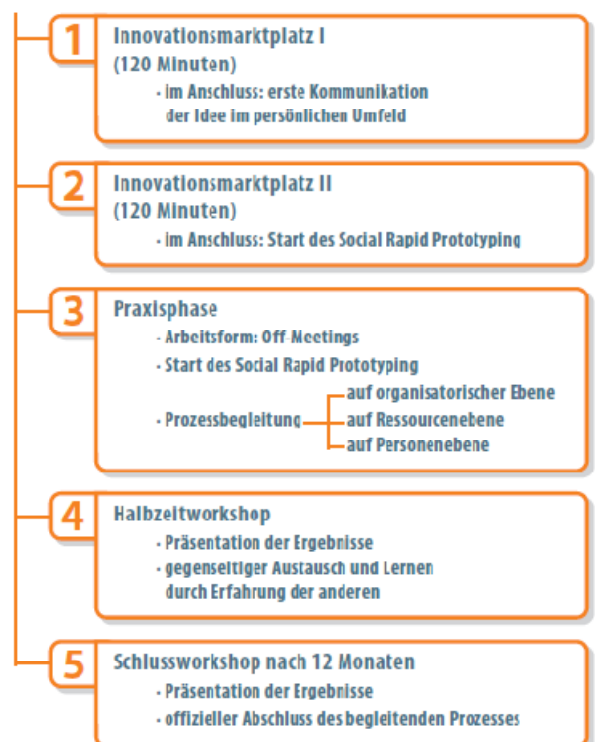 1
Innovationsmarktplatz I
(120 Minuten)
- im Anschluss: erste Kommunikation
der Idee im persönlichen Umfeld
2
Innovationsmarktplatz II
(120 Minuten)
- im Anschluss: Start des Social Rapid Prototyping
3
Praxisphase
- Arbeitsform: Off-Meetings
- Start des Social Rapid Prototyping
auf organisatorischer Ebene
- Prozessbegleitung auf Ressourcenebene
auf Personenebene
4
Halbzeitworkshop
- Präsentation der Ergebnisse
- gegenseitiger Austausch und Lernen
durch Erfahrung der anderen
5
Schlussworkshop nach 12 Monaten
- Präsentation der Ergebnisse
- offizieller Abschluss des begleitenden Prozesses